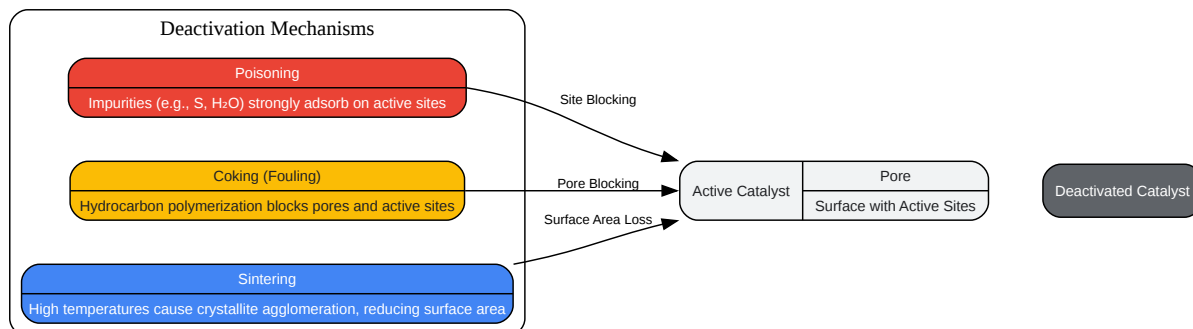 Deactivation Mechanisms
Poisoning
Impurities (e.g., S, H₂O) strongly adsorb on active sites
Coking (Fouling)
Hydrocarbon polymerization blocks pores and active sites
Sintering
High temperatures cause crystallite agglomeration, reducing surface area
Site Blocking
Pore Blocking
Surface Area Loss
Active Catalyst
Pore
Surface with Active Sites
Deactivated Catalyst